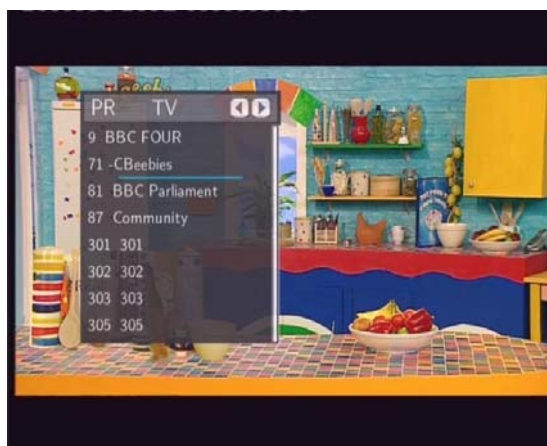 PR TV
9 BBC FOUR
71 -CBeebies
81 BBC Parliament
87 Community
301 301
302 302
303 303
305 305